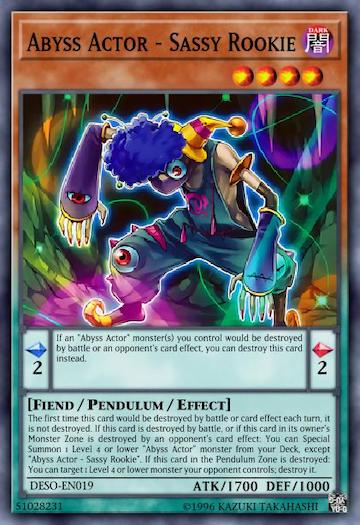 ABYSS ACTOR - SASSY ROOKIE
DARK
闇
If an "Abyss Actor" monster(s) you control would be destroyed
by battle or an opponent's card effect, you can destroy this card
instead.
2
2
[FIEND / PENDULUM / EFFECT]
The first time this card would be destroyed by battle or card effect each turn, it
is not destroyed. If this card is destroyed by battle, or if this card in its owner's
Monster Zone is destroyed by an opponent's card effect: You can Special
Summon 1 Level 4 or lower "Abyss Actor" monster from your Deck, except
"Abyss Actor - Sassy Rookie". If this card in the Pendulum Zone is destroyed:
You can target 1 Level 4 or lower monster your opponent controls; destroy it.
DESO-EN019
ATK/1700 DEF/1000
51028231
©1996 KAZUKI TAKAHASHI